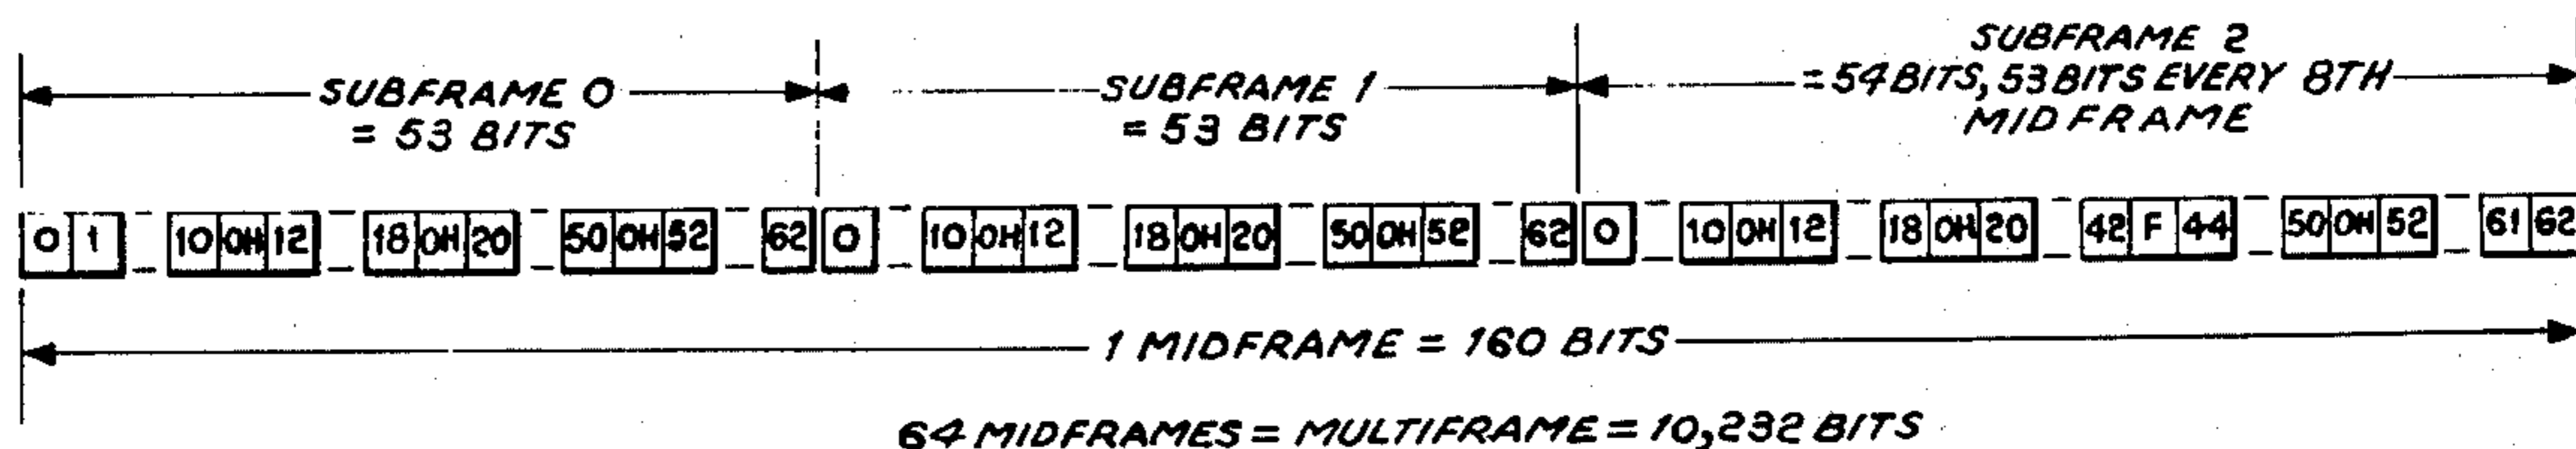 SUBFRAME 0
= 53 BITS
SUBFRAME 1
= 53 BITS
SUBFRAME 2
= 54 BITS, 53 BITS EVERY 8TH
MIDFRAME
0 1 10 OH 12 18 OH 20 50 OH 52 62 0 10 OH 12 18 OH 20 50 OH 52 62 0 10 OH 12 18 OH 20 42 F 44 50 OH 52 61 62
1 MIDFRAME = 160 BITS
64 MIDFRAMES = MULTIFRAME = 10,232 BITS